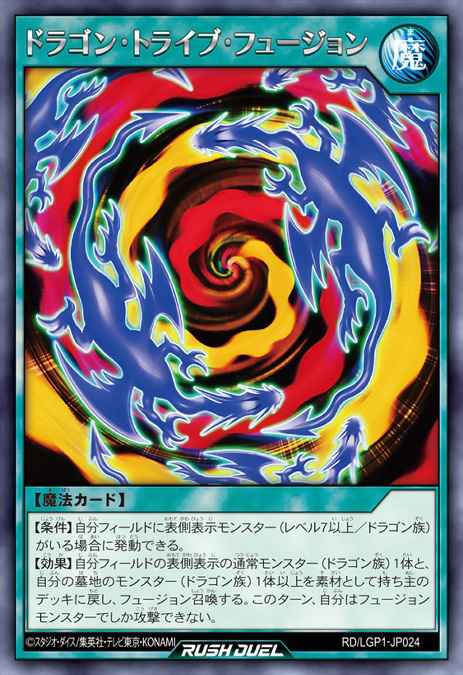 ドラゴン・トライブ・フュージョン
魔
【魔法カード】
【条件】自分フィールドに表側表示モンスター(レベル7以上/ドラゴン族)
がいる場合に発動できる。
【効果】自分フィールドの表側表示の通常モンスター(ドラゴン族)1体と、
自分の墓地のモンスター(ドラゴン族)1体以上を素材として持ち主の
デッキに戻し、フュージョン召喚する。このターン、自分はフュージョン
モンスターでしか攻撃できない。
©スタジオ・ダイス/集英社・テレビ東京・KONAMI RUSH DUEL RD/LGP1-JP024